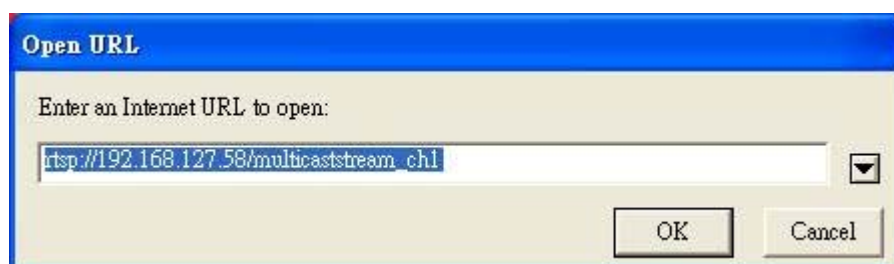 Open URL
Enter an Internet URL to open:
rtsp://192.168.127.58/multicaststream_ch1
OK Cancel